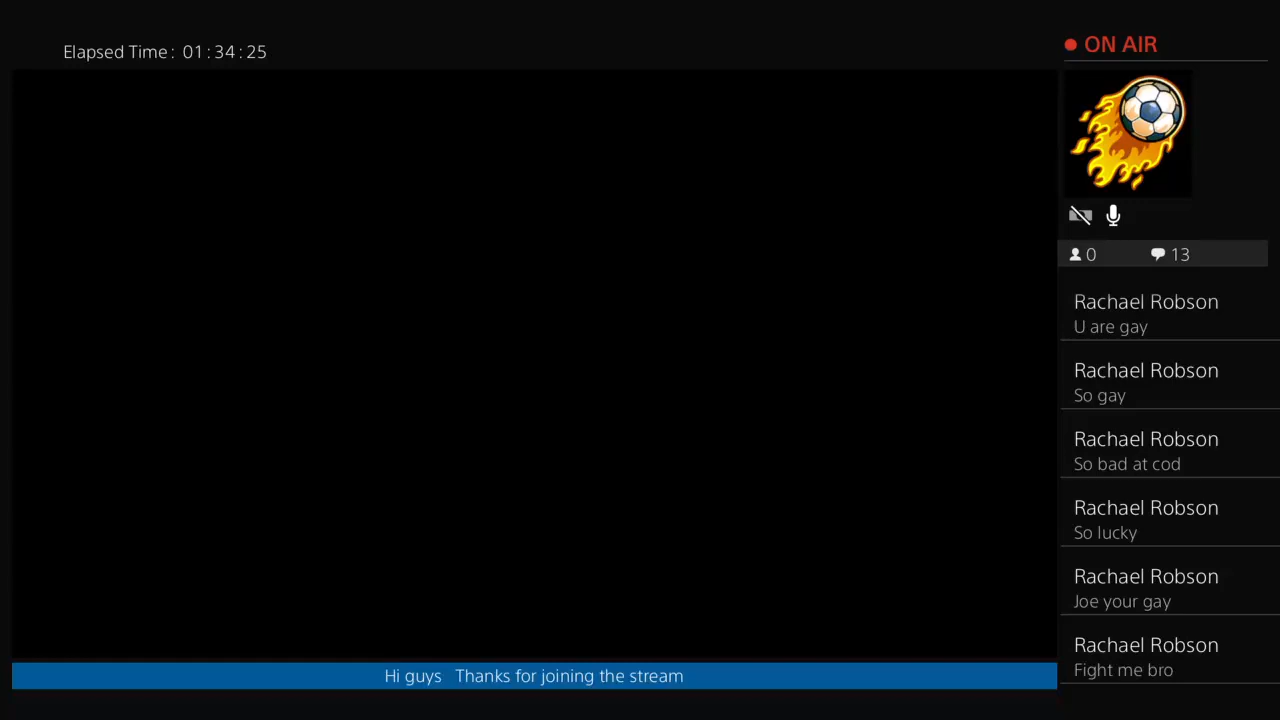 Elapsed Time: 01:34:25
ON AIR
0 13
Rachael Robson
U are gay
Rachael Robson
So gay
Rachael Robson
So bad at cod
Rachael Robson
So lucky
Rachael Robson
Joe your gay
Rachael Robson
Fight me bro
Hi guys Thanks for joining the stream